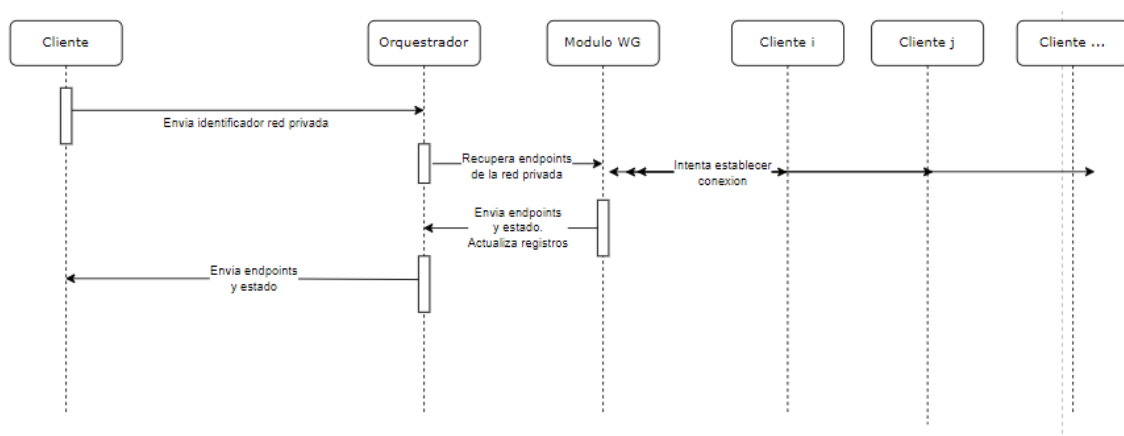 Cliente
Orquestrador
Modulo WG
Cliente i
Cliente j
Cliente ...
Envia identificador red privada
Recupera endpoints
de la red privada
Intenta establecer
conexion
Envia endpoints
y estado.
Actualiza registros
Envia endpoints
y estado